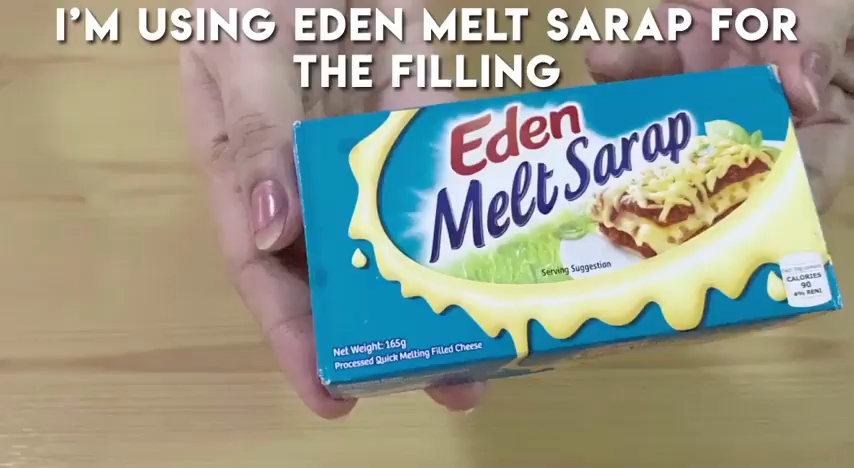 I'M USING EDEN MELT SARAP FOR
THE FILLING
Eden
Melt Sarap
Serving Suggestion
CALORIES
90
Net Weight: 165g
Processed Quick Melting Filled Cheese